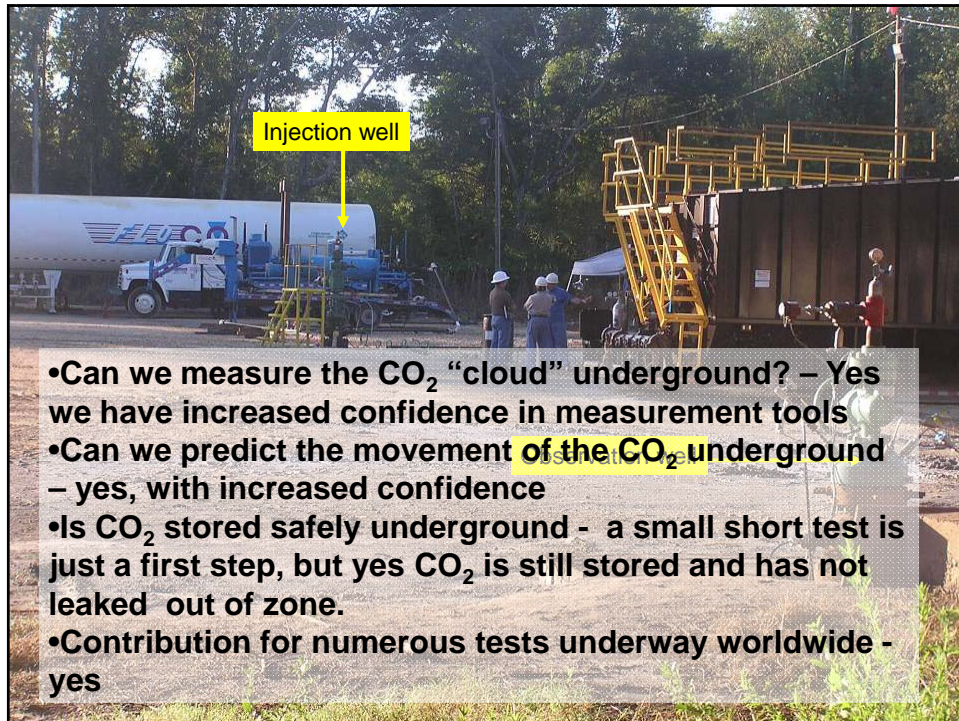 Injection well
FLOCO
•Can we measure the CO₂ “cloud” underground? – Yes
we have increased confidence in measurement tools
•Can we predict the movement of the CO₂ underground
Observation well
– yes, with increased confidence
•Is CO₂ stored safely underground - a small short test is
just a first step, but yes CO₂ is still stored and has not
leaked out of zone.
•Contribution for numerous tests underway worldwide -
yes